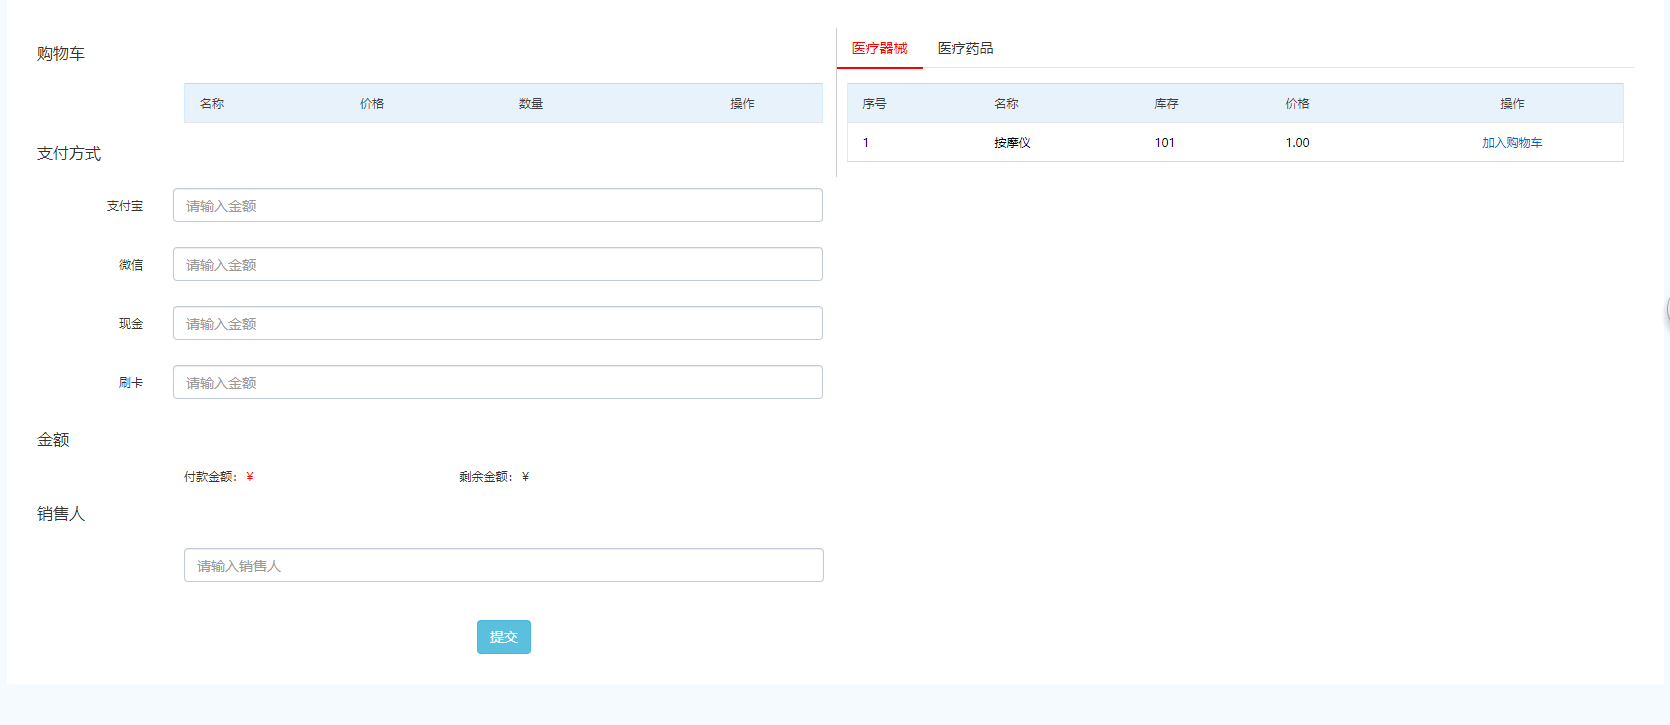 购物车
名称 价格 数量 操作
支付方式
支付宝 请输入金额
微信 请输入金额
现金 请输入金额
刷卡 请输入金额
金额
付款金额：¥ 剩余金额：¥
销售人
请输入销售人
提交
医疗器械 医疗药品
序号 名称 库存 价格 操作
1 按摩仪 101 1.00 加入购物车